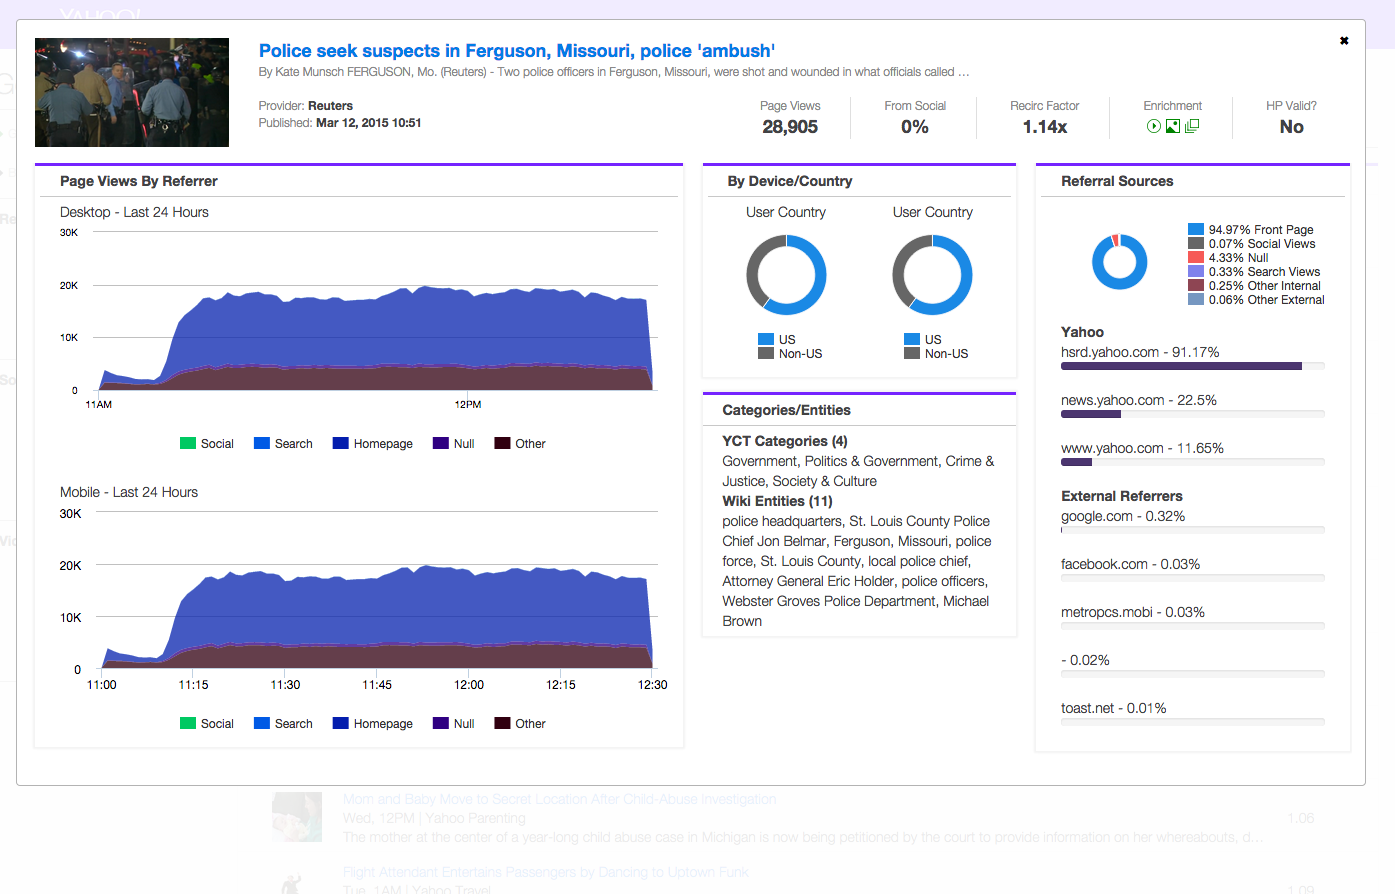 YAHOO!
Police seek suspects in Ferguson, Missouri, police 'ambush'
By Kate Munsch FERGUSON, Mo. (Reuters) - Two police officers in Ferguson, Missouri, were shot and wounded in what officials called ...
Provider: Reuters
Published: Mar 12, 2015 10:51
Page Views
28,905
From Social
0%
Recirc Factor
1.14x
Enrichment
HP Valid?
No
Page Views By Referrer
Desktop - Last 24 Hours
30K
20K
10K
0
11AM
12PM
Social
Search
Homepage
Null
Other
Mobile - Last 24 Hours
30K
20K
10K
0
11:00
11:15
11:30
11:45
12:00
12:15
12:30
Social
Search
Homepage
Null
Other
By Device/Country
User Country
US
Non-US
User Country
US
Non-US
Categories/Entities
YCT Categories (4)
Government, Politics & Government, Crime &
Justice, Society & Culture
Wiki Entities (11)
police headquarters, St. Louis County Police
Chief Jon Belmar, Ferguson, Missouri, police
force, St. Louis County, local police chief,
Attorney General Eric Holder, police officers,
Webster Groves Police Department, Michael
Brown
Referral Sources
94.97% Front Page
0.07% Social Views
4.33% Null
0.33% Search Views
0.25% Other Internal
0.06% Other External
Yahoo
hsrd.yahoo.com - 91.17%
news.yahoo.com - 22.5%
www.yahoo.com - 11.65%
External Referrers
google.com - 0.32%
facebook.com - 0.03%
metropcs.mobi - 0.03%
- 0.02%
toast.net - 0.01%
Mom and Baby Move to Secret Location After Child-Abuse Investigation
Wed, 12PM | Yahoo Parenting
1.06
The mother at the center of a year-long child abuse case in Michigan is now being petitioned by the court to provide information on her whereabouts, d...
Flight Attendant Entertains Passengers by Dancing to Uptown Funk
Tue, 1AM | Yahoo Travel
1.09